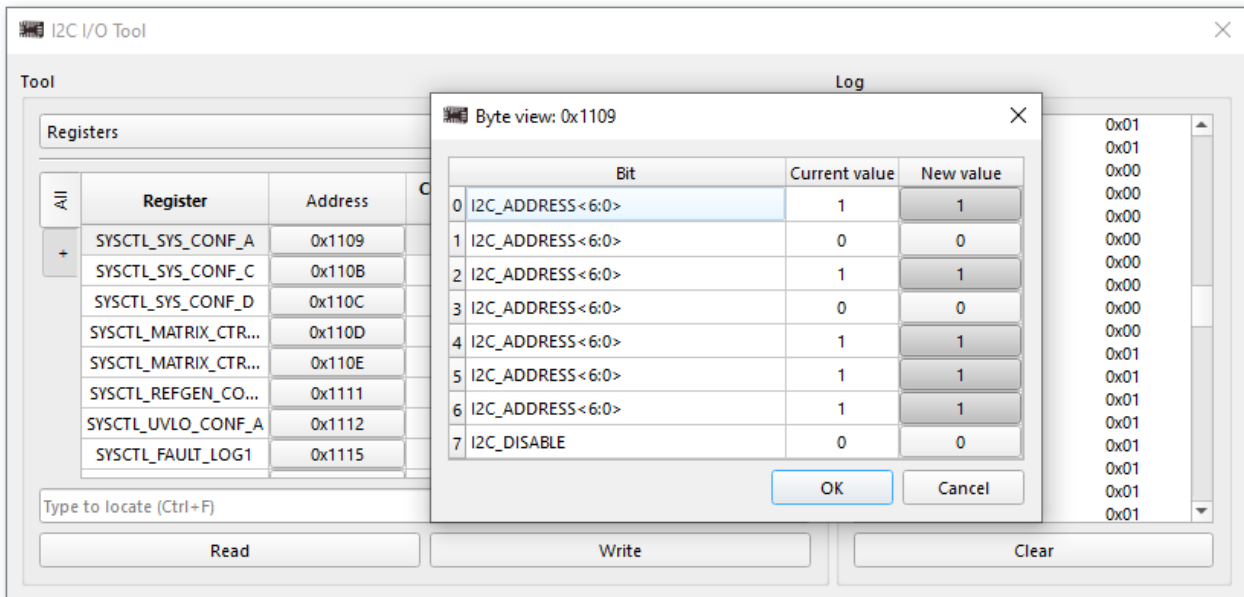 I2C I/O Tool
Tool
Log
Registers
All
+
Register Address C
SYSCTL_SYS_CONF_A 0x1109
SYSCTL_SYS_CONF_C 0x110B
SYSCTL_SYS_CONF_D 0x110C
SYSCTL_MATRIX_CTR... 0x110D
SYSCTL_MATRIX_CTR... 0x110E
SYSCTL_REFGEN_CO... 0x1111
SYSCTL_UVLO_CONF_A 0x1112
SYSCTL_FAULT_LOG1 0x1115
Type to locate (Ctrl+F)
Read
Write
Byte view: 0x1109
Bit Current value New value
0 I2C_ADDRESS<6:0> 1 1
1 I2C_ADDRESS<6:0> 0 0
2 I2C_ADDRESS<6:0> 1 1
3 I2C_ADDRESS<6:0> 0 0
4 I2C_ADDRESS<6:0> 1 1
5 I2C_ADDRESS<6:0> 1 1
6 I2C_ADDRESS<6:0> 1 1
7 I2C_DISABLE 0 0
OK Cancel
0x01
0x01
0x00
0x00
0x00
0x00
0x00
0x00
0x00
0x00
0x01
0x01
0x01
0x01
0x01
0x01
0x01
0x01
Clear